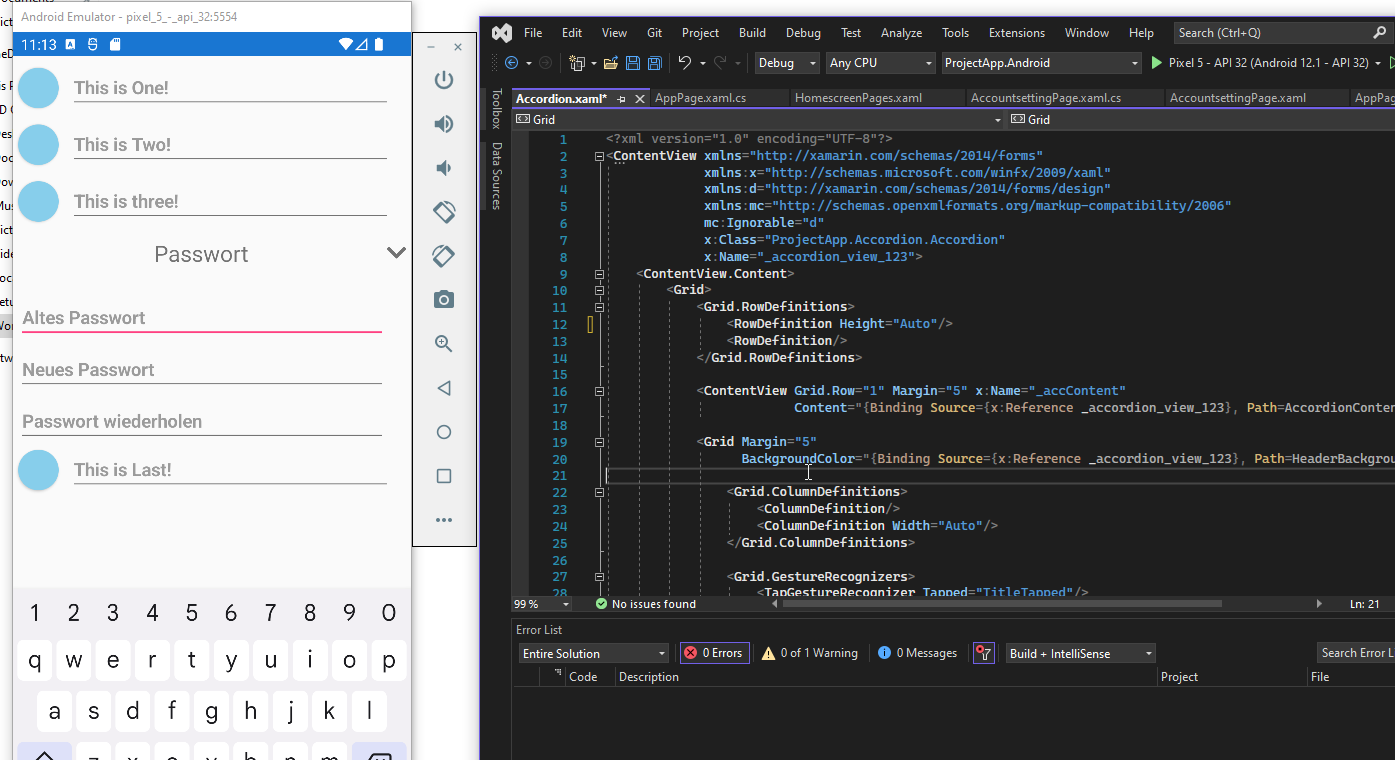 Android Emulator - pixel_5_-_api_32:5554
11:13
This is One!
This is Two!
This is three!
Passwort
Altes Passwort
Neues Passwort
Passwort wiederholen
This is Last!
1 2 3 4 5 6 7 8 9 0
q w e r t y u i o p
a s d f g h j k l
File Edit View Git Project Build Debug Test Analyze Tools Extensions Window Help Search (Ctrl+Q)
Debug Any CPU ProjectApp.Android Pixel 5 - API 32 (Android 12.1 - API 32)
Toolbox
Data Sources
Accordion.xaml* AppPage.xaml.cs HomescreenPages.xaml AccountsettingPage.xaml.cs AccountsettingPage.xaml AppPag
Grid Grid
1 <?xml version="1.0" encoding="UTF-8"?>
2 <ContentView xmlns="http://xamarin.com/schemas/2014/forms"
3 xmlns:x="http://schemas.microsoft.com/winfx/2009/xaml"
4 xmlns:d="http://xamarin.com/schemas/2014/forms/design"
5 xmlns:mc="http://schemas.openxmlformats.org/markup-compatibility/2006"
6 mc:Ignorable="d"
7 x:Class="ProjectApp.Accordion.Accordion"
8 x:Name="_accordion_view_123">
9 <ContentView.Content>
10 <Grid>
11 <Grid.RowDefinitions>
12 <RowDefinition Height="Auto"/>
13 <RowDefinition/>
14 </Grid.RowDefinitions>
15
16 <ContentView Grid.Row="1" Margin="5" x:Name="_accContent"
17 Content="{Binding Source={x:Reference _accordion_view_123}, Path=AccordionConten
18
19 <Grid Margin="5"
20 BackgroundColor="{Binding Source={x:Reference _accordion_view_123}, Path=HeaderBackgrou
21
22 <Grid.ColumnDefinitions>
23 <ColumnDefinition/>
24 <ColumnDefinition Width="Auto"/>
25 </Grid.ColumnDefinitions>
26
27 <Grid.GestureRecognizers>
28 <TapGestureRecognizer Tapped="TitleTapped"/>
99 % No issues found Ln: 21
Error List
Entire Solution 0 Errors 0 of 1 Warning 0 Messages Build + IntelliSense Search Error L
Code Description Project File